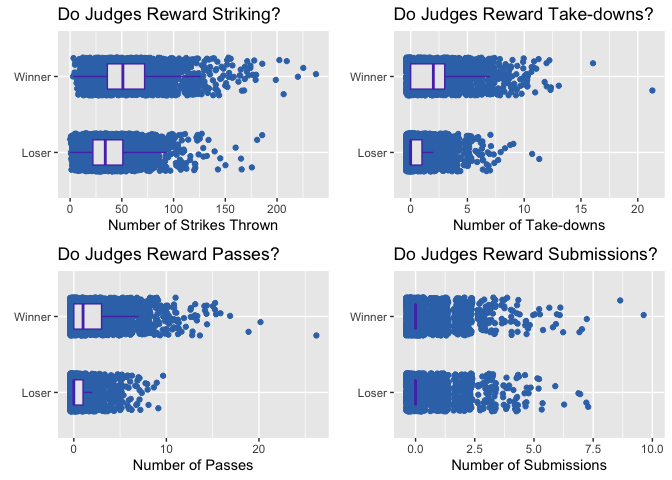 Do Judges Reward Striking?
Winner
Loser
0 50 100 150 200
Number of Strikes Thrown
Do Judges Reward Take-downs?
Winner
Loser
0 5 10 15 20
Number of Take-downs
Do Judges Reward Passes?
Winner
Loser
0 10 20
Number of Passes
Do Judges Reward Submissions?
Winner
Loser
0.0 2.5 5.0 7.5 10.0
Number of Submissions